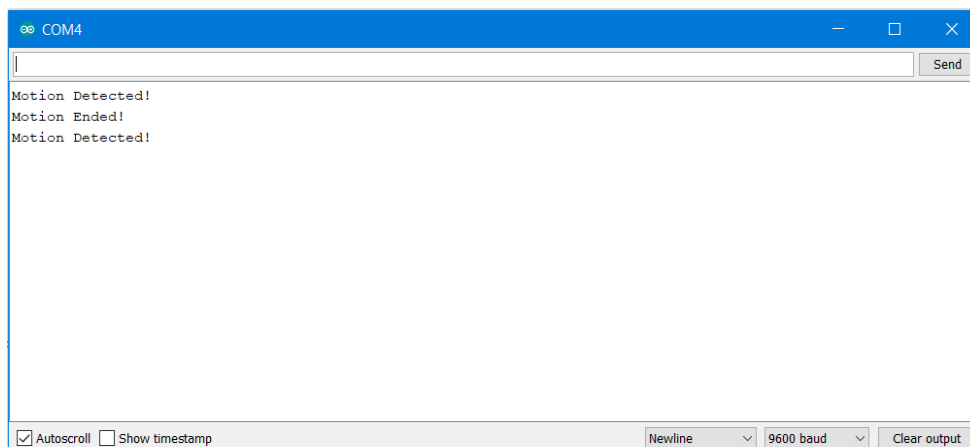 COM4
Send
Motion Detected!
Motion Ended!
Motion Detected!
Autoscroll Show timestamp Newline 9600 baud Clear output